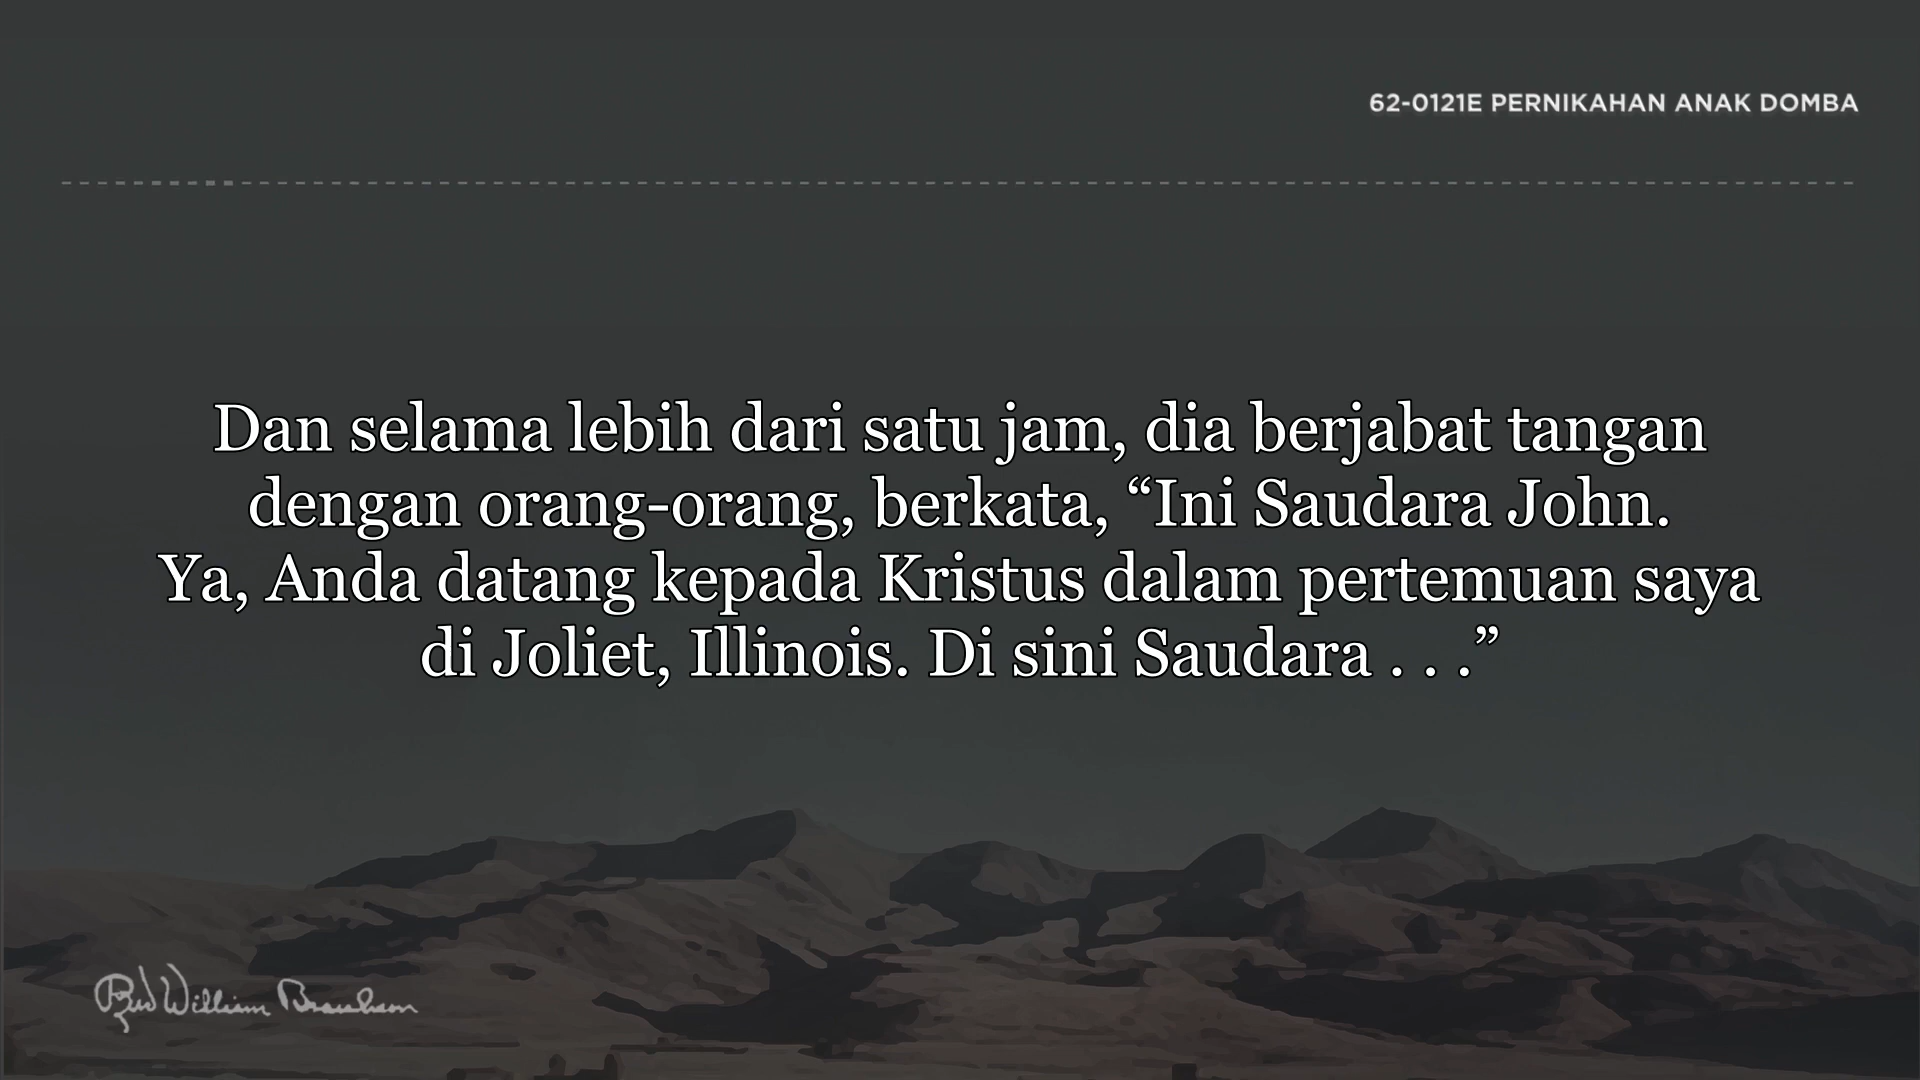 62-0121E PERNIKAHAN ANAK DOMBA
Dan selama lebih dari satu jam, dia berjabat tangan
dengan orang-orang, berkata, “Ini Saudara John.
Ya, Anda datang kepada Kristus dalam pertemuan saya
di Joliet, Illinois. Di sini Saudara . . .”
Rev William Branham